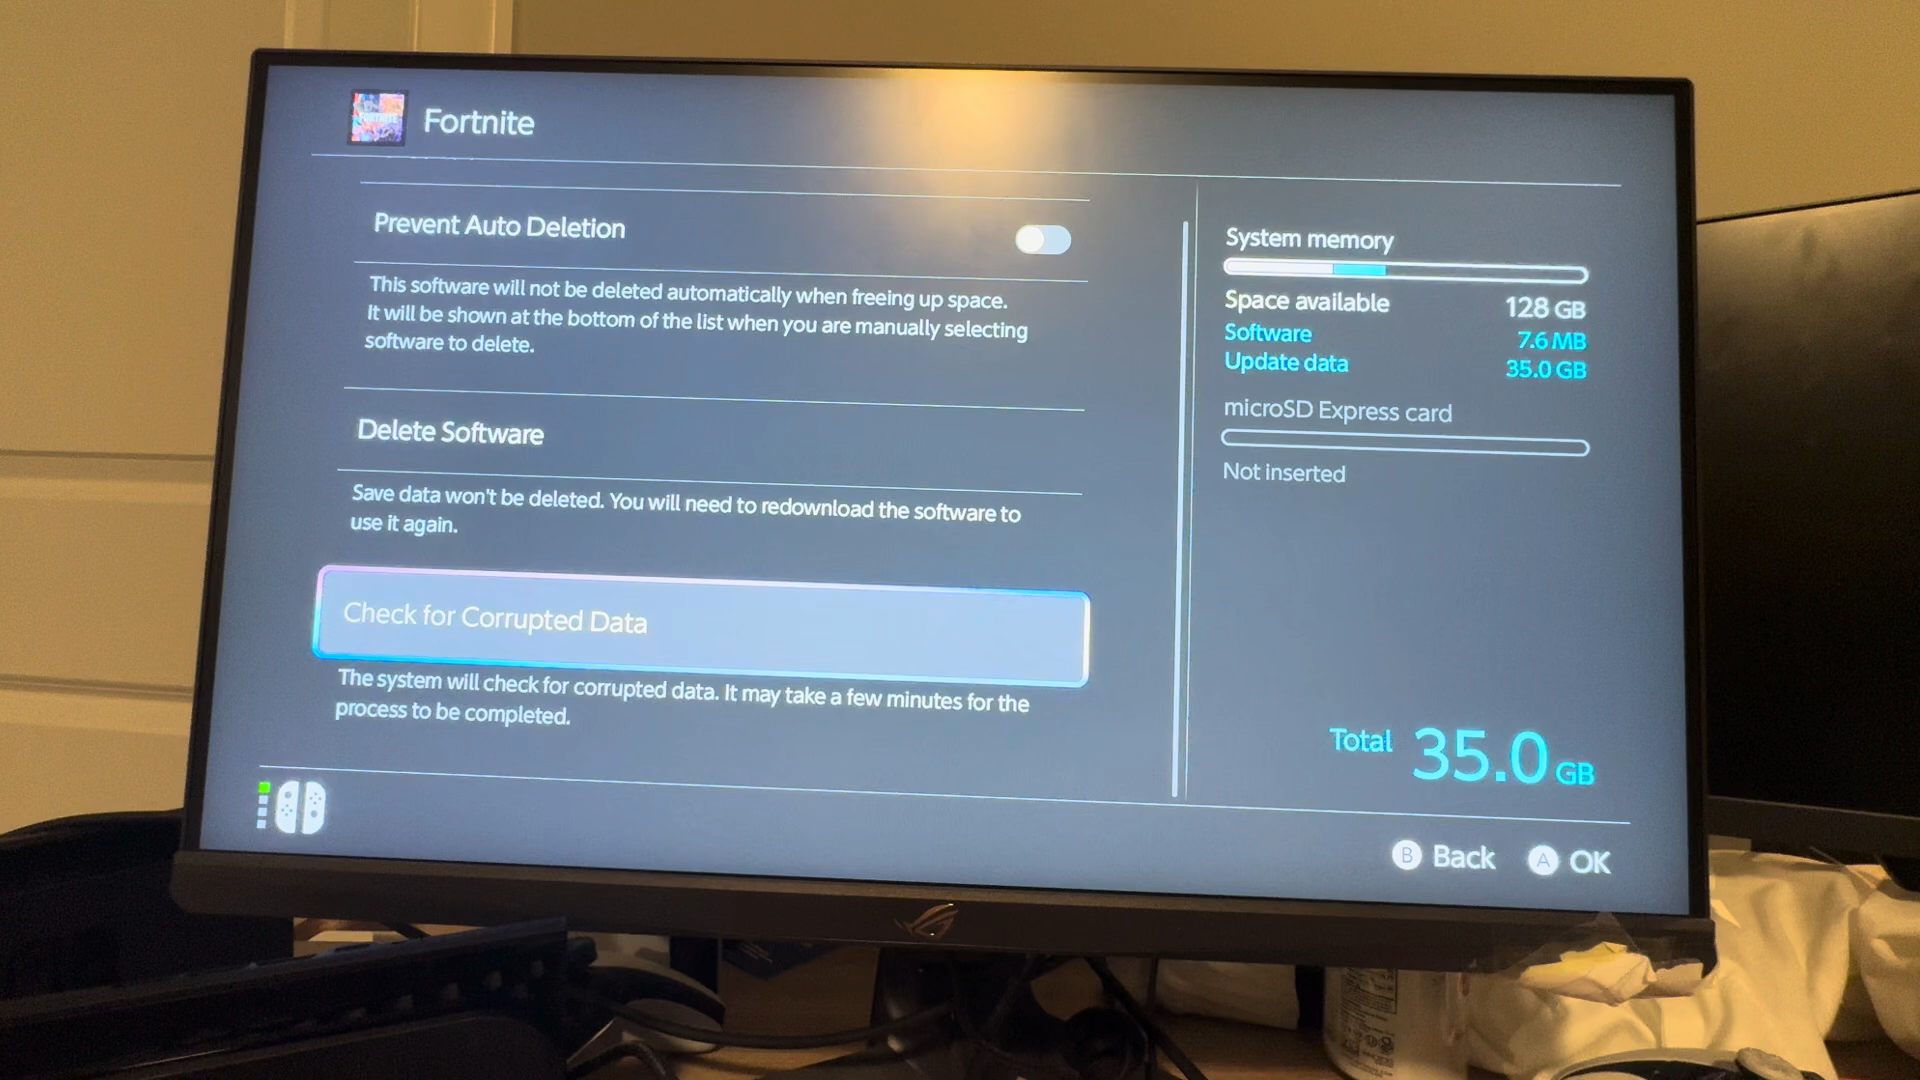 Fortnite
Prevent Auto Deletion
This software will not be deleted automatically when freeing up space.
It will be shown at the bottom of the list when you are manually selecting
software to delete.
Delete Software
Save data won't be deleted. You will need to redownload the software to
use it again.
Check for Corrupted Data
The system will check for corrupted data. It may take a few minutes for the
process to be completed.
System memory
Space available 128 GB
Software 7.6 MB
Update data 35.0 GB
microSD Express card
Not inserted
Total 35.0 GB
B Back A OK